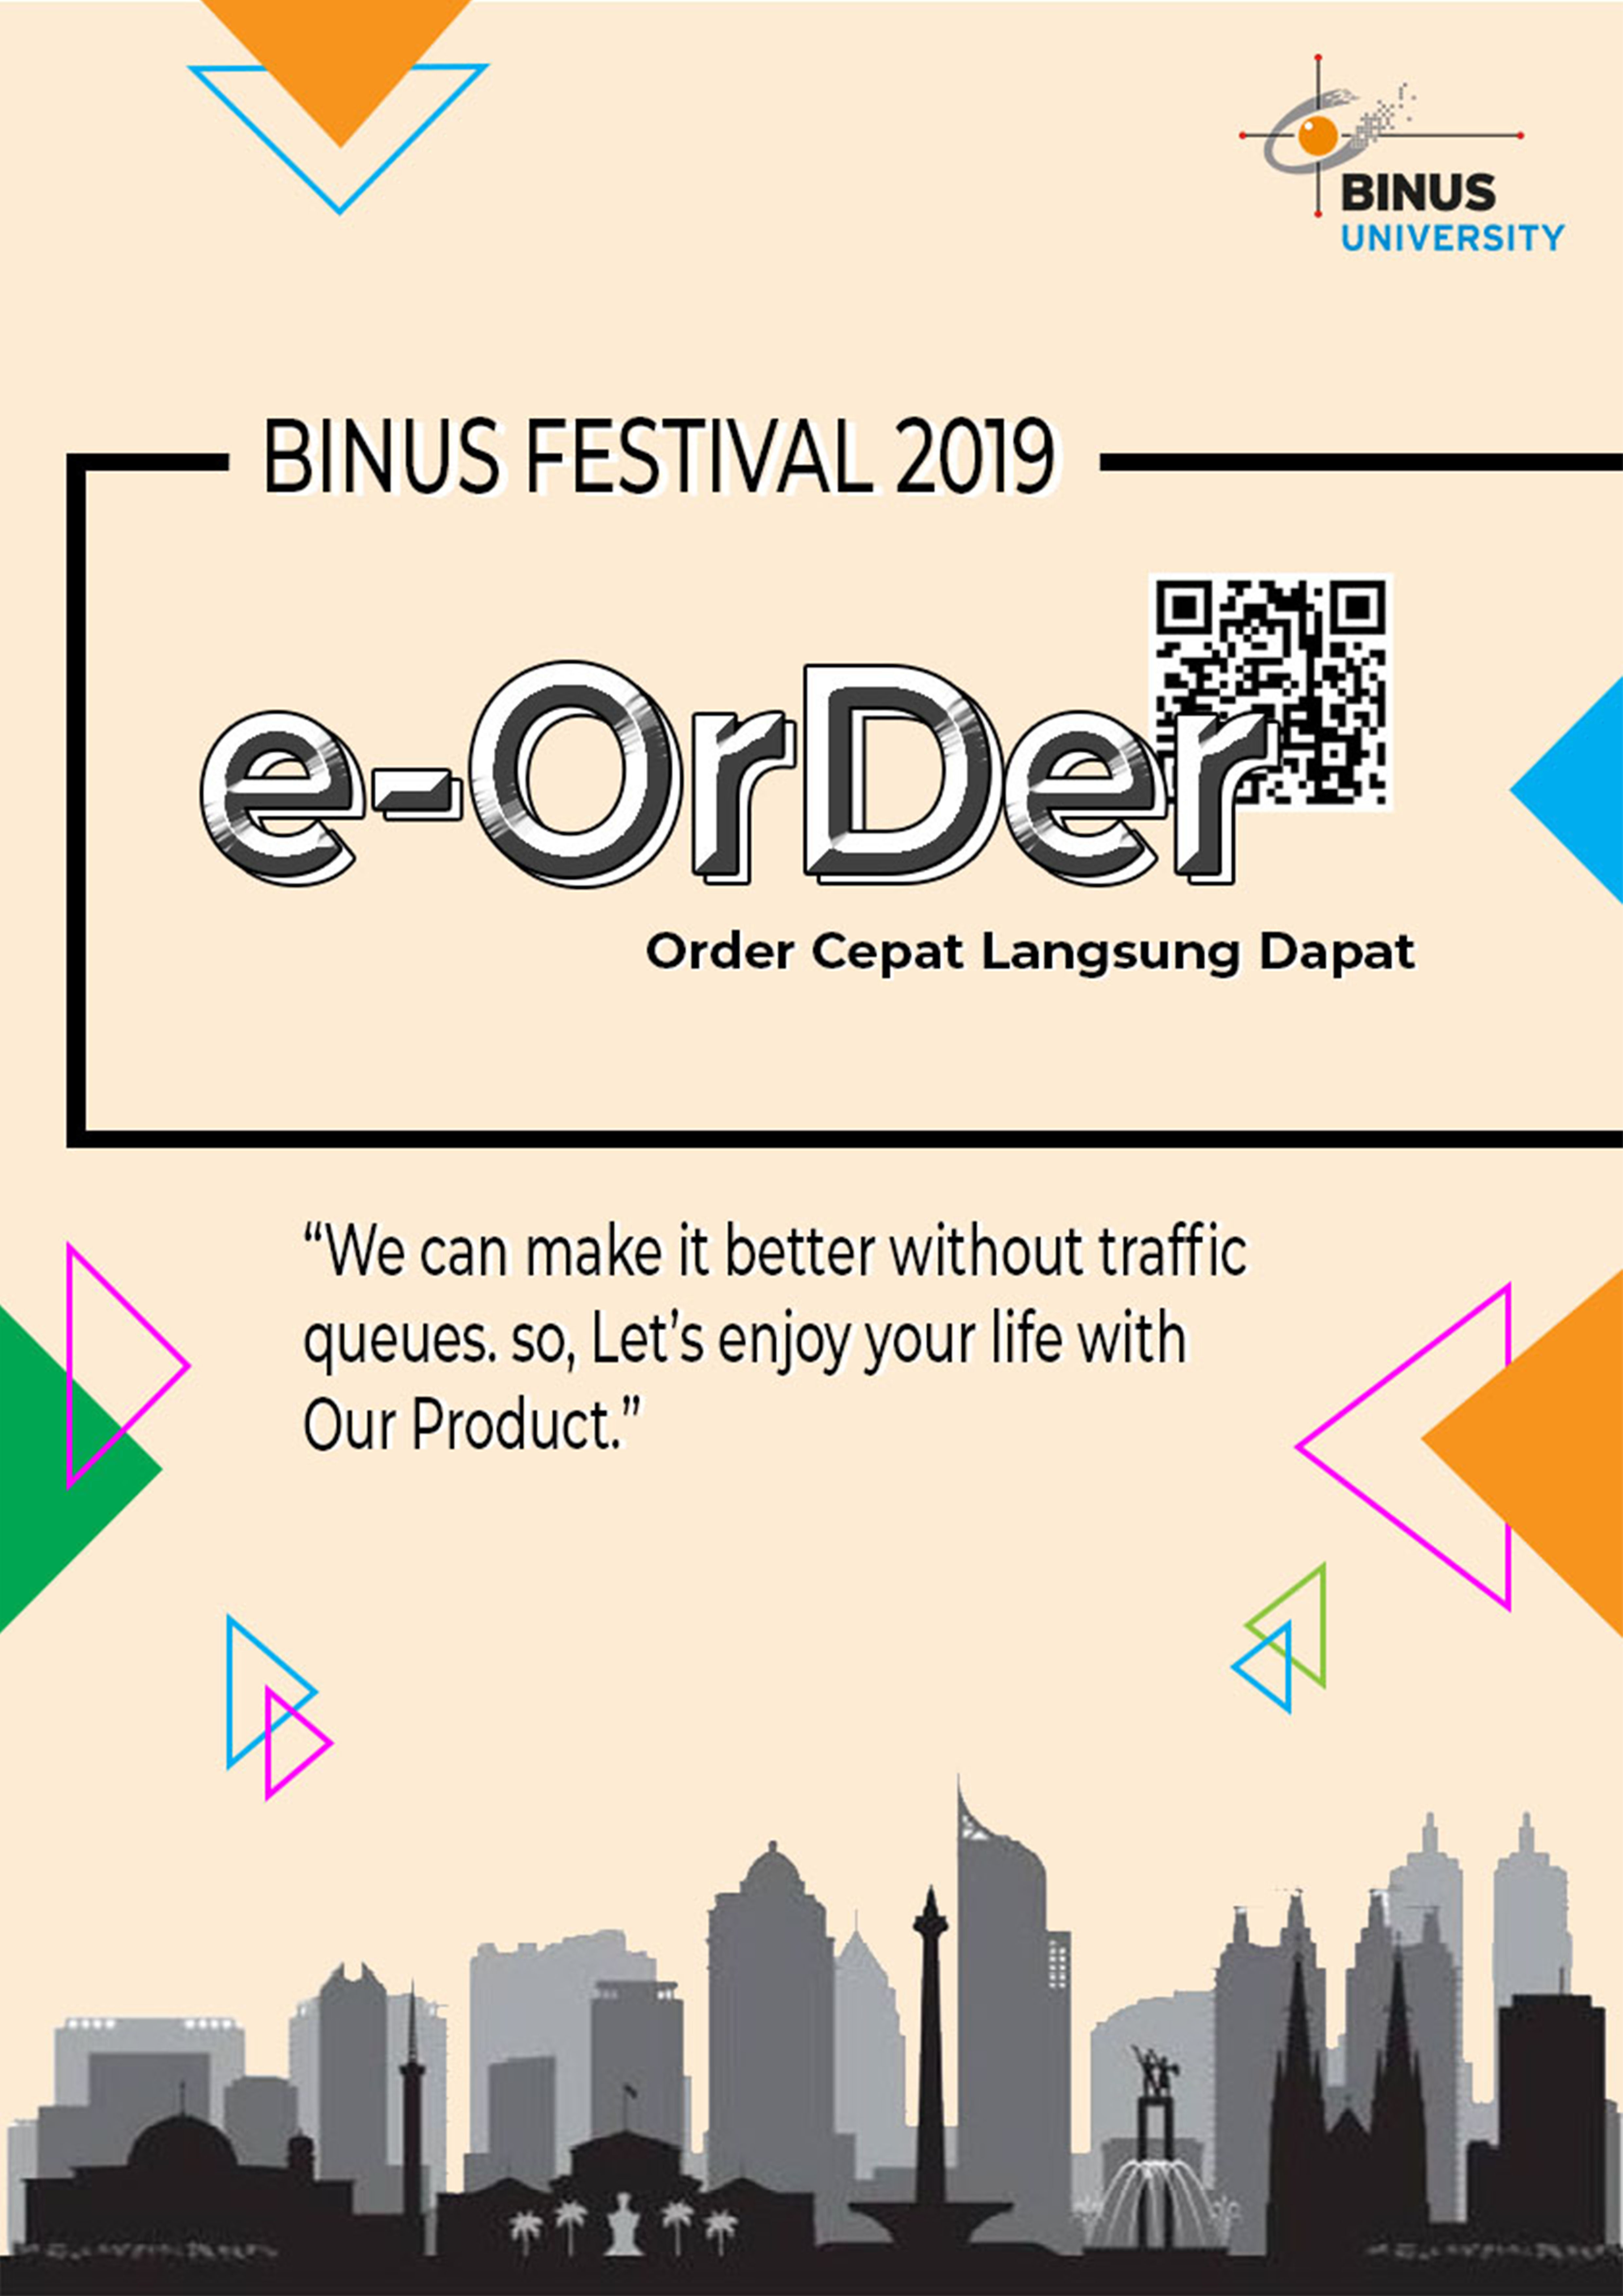 BINUS
UNIVERSITY
BINUS FESTIVAL 2019
e-OrDer
Order Cepat Langsung Dapat
“We can make it better without traffic
queues. so, Let’s enjoy your life with
Our Product.”